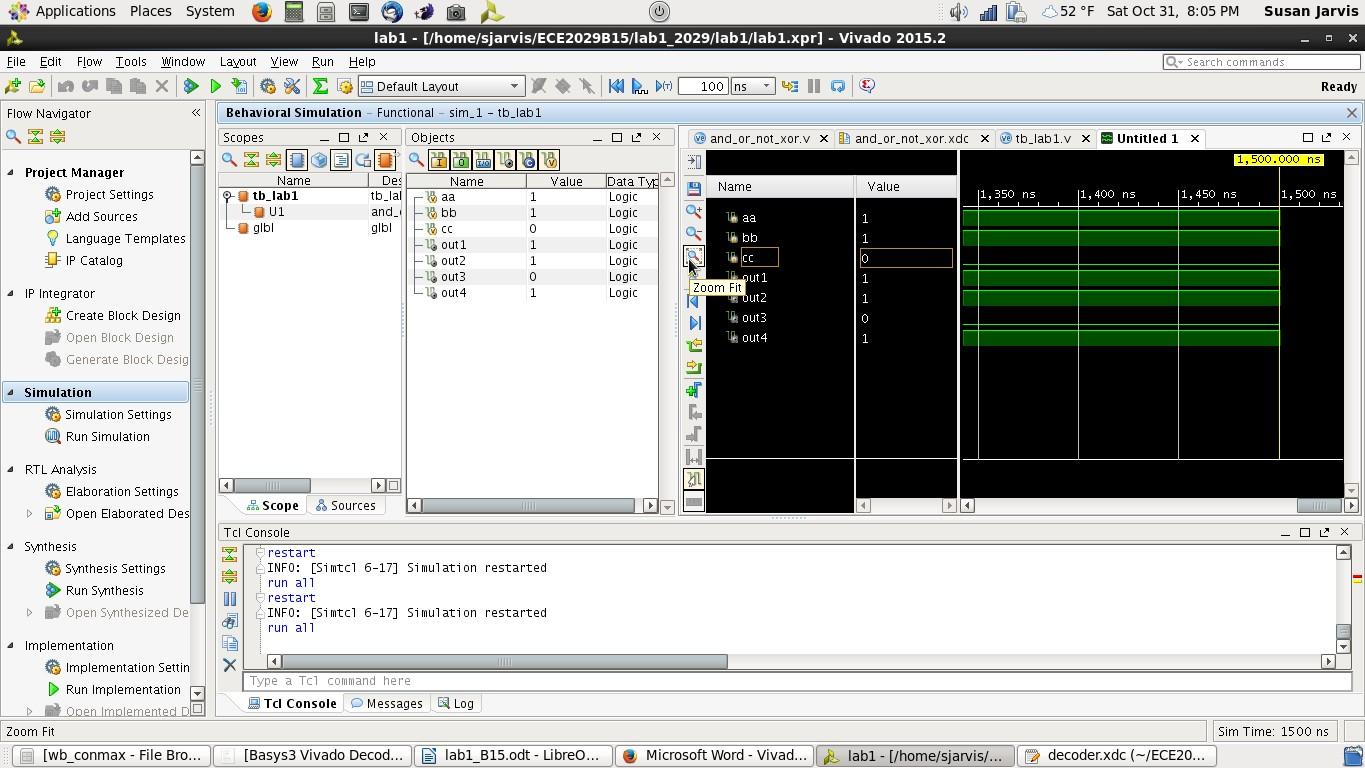 Applications Places System 52 °F Sat Oct 31, 8:05 PM Susan Jarvis
lab1 - [/home/sjarvis/ECE2029B15/lab1_2029/lab1/lab1.xpr] - Vivado 2015.2
File Edit Flow Tools Window Layout View Run Help Search commands
Default Layout 100 ns Ready
Flow Navigator
Project Manager
Project Settings
Add Sources
Language Templates
IP Catalog
IP Integrator
Create Block Design
Open Block Design
Generate Block Desig
Simulation
Simulation Settings
Run Simulation
RTL Analysis
Elaboration Settings
Open Elaborated Des
Synthesis
Synthesis Settings
Run Synthesis
Open Synthesized De
Implementation
Implementation Settin
Run Implementation
Open Implemented D
Behavioral Simulation - Functional - sim_1 - tb_lab1
Scopes
Name Des
tb_lab1 tb_lal
U1 and_o
glbl glbl
Scope Sources
Objects
Name Value Data Typ
aa 1 Logic
bb 1 Logic
cc 0 Logic
out1 1 Logic
out2 1 Logic
out3 0 Logic
out4 1 Logic
and_or_not_xor.v and_or_not_xor.xdc tb_lab1.v Untitled 1
1,500.000 ns
Name Value 1,350 ns 1,400 ns 1,450 ns 1,500 ns
aa 1
bb 1
cc 0
out1 1
Zoom Fit
out2 1
out3 0
out4 1
Tcl Console
restart
INFO: [Simtcl 6-17] Simulation restarted
run all
restart
INFO: [Simtcl 6-17] Simulation restarted
run all
Type a Tcl command here
Tcl Console Messages Log
Zoom Fit Sim Time: 1500 ns
[wb_conmax - File Bro... [Basys3 Vivado Decod... lab1_B15.odt - LibreO... Microsoft Word - Vivad... lab1 - [/home/sjarvis/... decoder.xdc (~/ECE20...